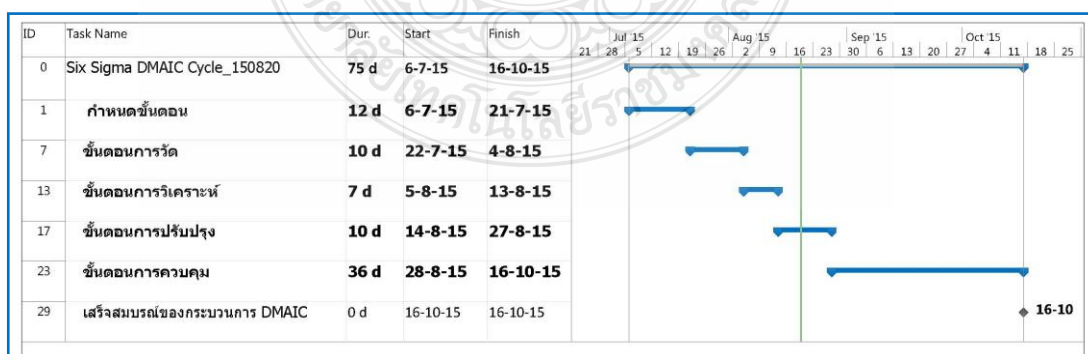 ID Task Name Dur. Start Finish Jul '15 Aug '15 Sep '15 Oct '15
21 28 5 12 19 26 2 9 16 23 30 6 13 20 27 4 11 18 25
0 Six Sigma DMAIC Cycle_150820 75 d 6-7-15 16-10-15
1 กำหนดขั้นตอน 12 d 6-7-15 21-7-15
7 ขั้นตอนการวัด 10 d 22-7-15 4-8-15
13 ขั้นตอนการวิเคราะห์ 7 d 5-8-15 13-8-15
17 ขั้นตอนการปรับปรุง 10 d 14-8-15 27-8-15
23 ขั้นตอนการควบคุม 36 d 28-8-15 16-10-15
29 เสร็จสมบรณ์ของกระบวนการ DMAIC 0 d 16-10-15 16-10-15 16-10